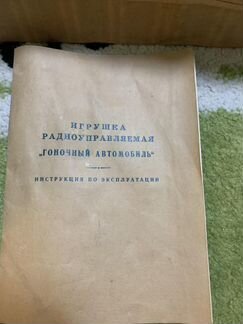 ИГРУШКА
РАДИОУПРАВЛЯЕМАЯ
„ГОНОЧНЫЙ АВТОМОБИЛЬ"
ИНСТРУКЦИЯ ПО ЭКСПЛУАТАЦИИ